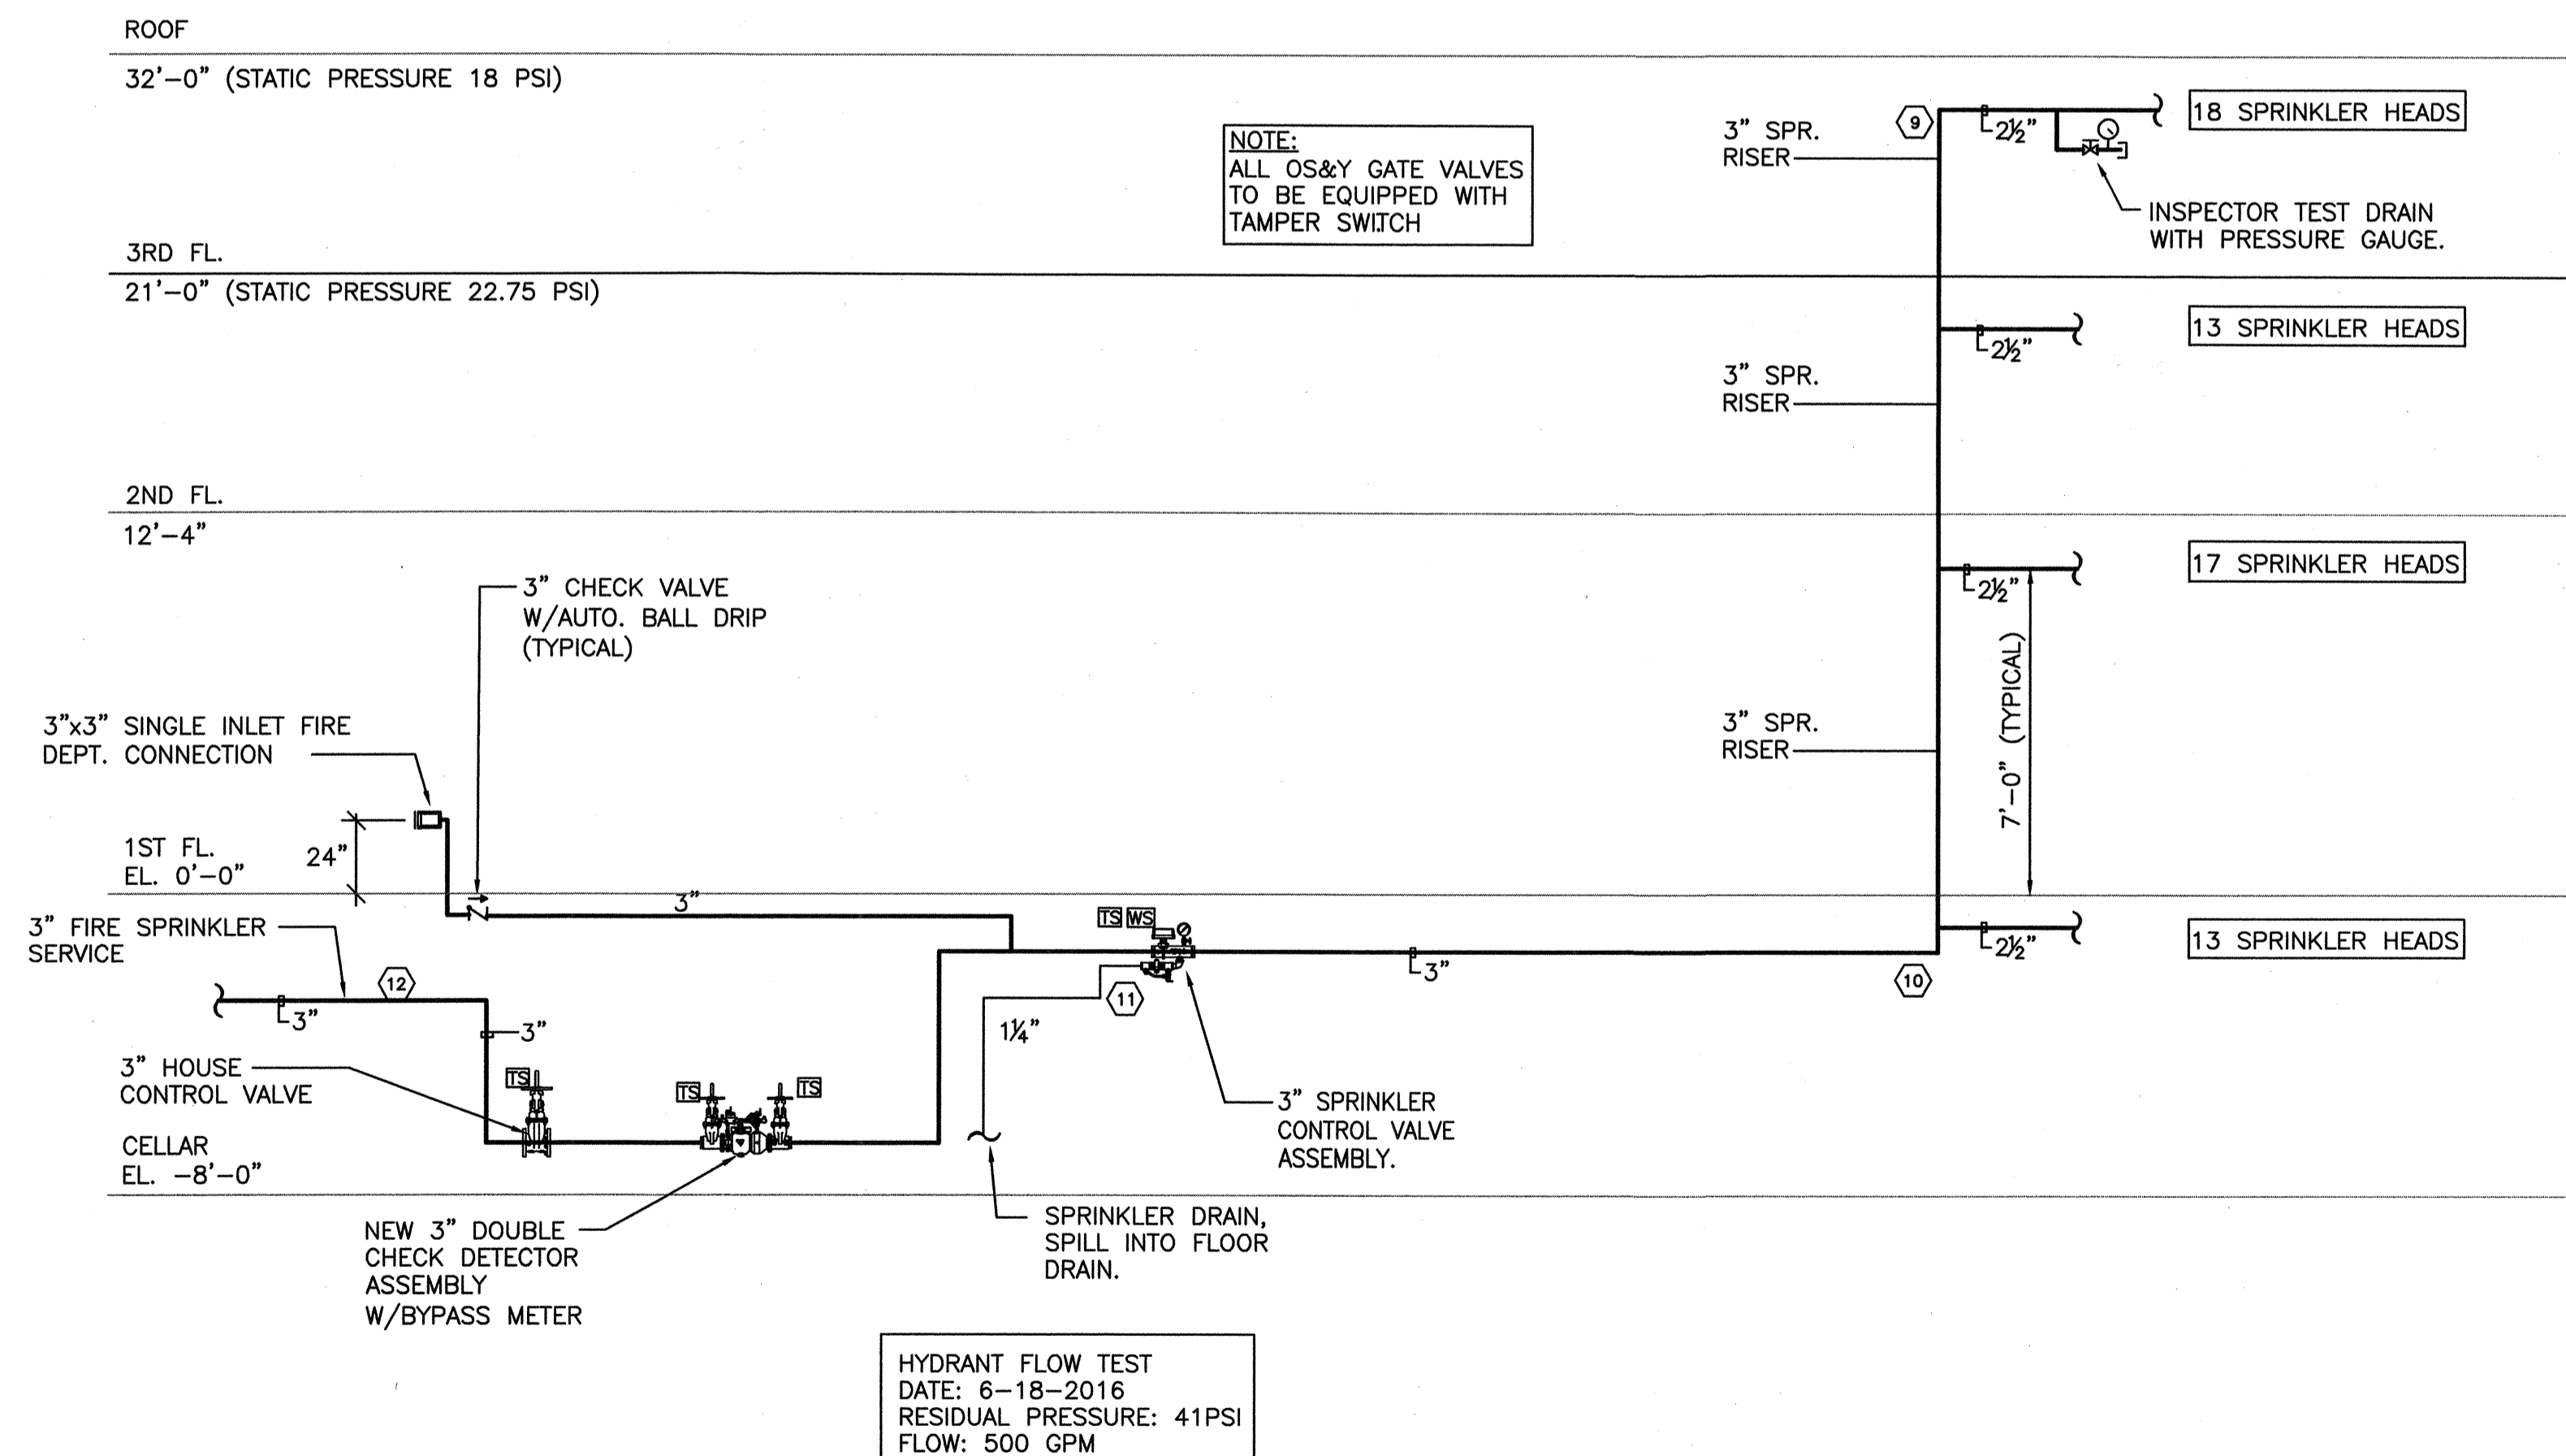 ROOF
32'-0" (STATIC PRESSURE 18 PSI)
NOTE:
ALL OS&Y GATE VALVES
TO BE EQUIPPED WITH
TAMPER SWITCH
3" SPR.
RISER
9
2½"
18 SPRINKLER HEADS
INSPECTOR TEST DRAIN
WITH PRESSURE GAUGE.
3RD FL.
21'-0" (STATIC PRESSURE 22.75 PSI)
2½"
13 SPRINKLER HEADS
3" SPR.
RISER
2ND FL.
12'-4"
2½"
17 SPRINKLER HEADS
3" CHECK VALVE
W/AUTO. BALL DRIP
(TYPICAL)
7'-0" (TYPICAL)
3"x3" SINGLE INLET FIRE
DEPT. CONNECTION
3" SPR.
RISER
1ST FL.
EL. 0'-0"
24"
3"
3" FIRE SPRINKLER
SERVICE
TS WS
2½"
13 SPRINKLER HEADS
12
3"
3"
11
3"
10
1¼"
3" HOUSE
CONTROL VALVE
TS
TS
TS
3" SPRINKLER
CONTROL VALVE
ASSEMBLY.
CELLAR
EL. -8'-0"
NEW 3" DOUBLE
CHECK DETECTOR
ASSEMBLY
W/BYPASS METER
SPRINKLER DRAIN,
SPILL INTO FLOOR
DRAIN.
HYDRANT FLOW TEST
DATE: 6-18-2016
RESIDUAL PRESSURE: 41PSI
FLOW: 500 GPM